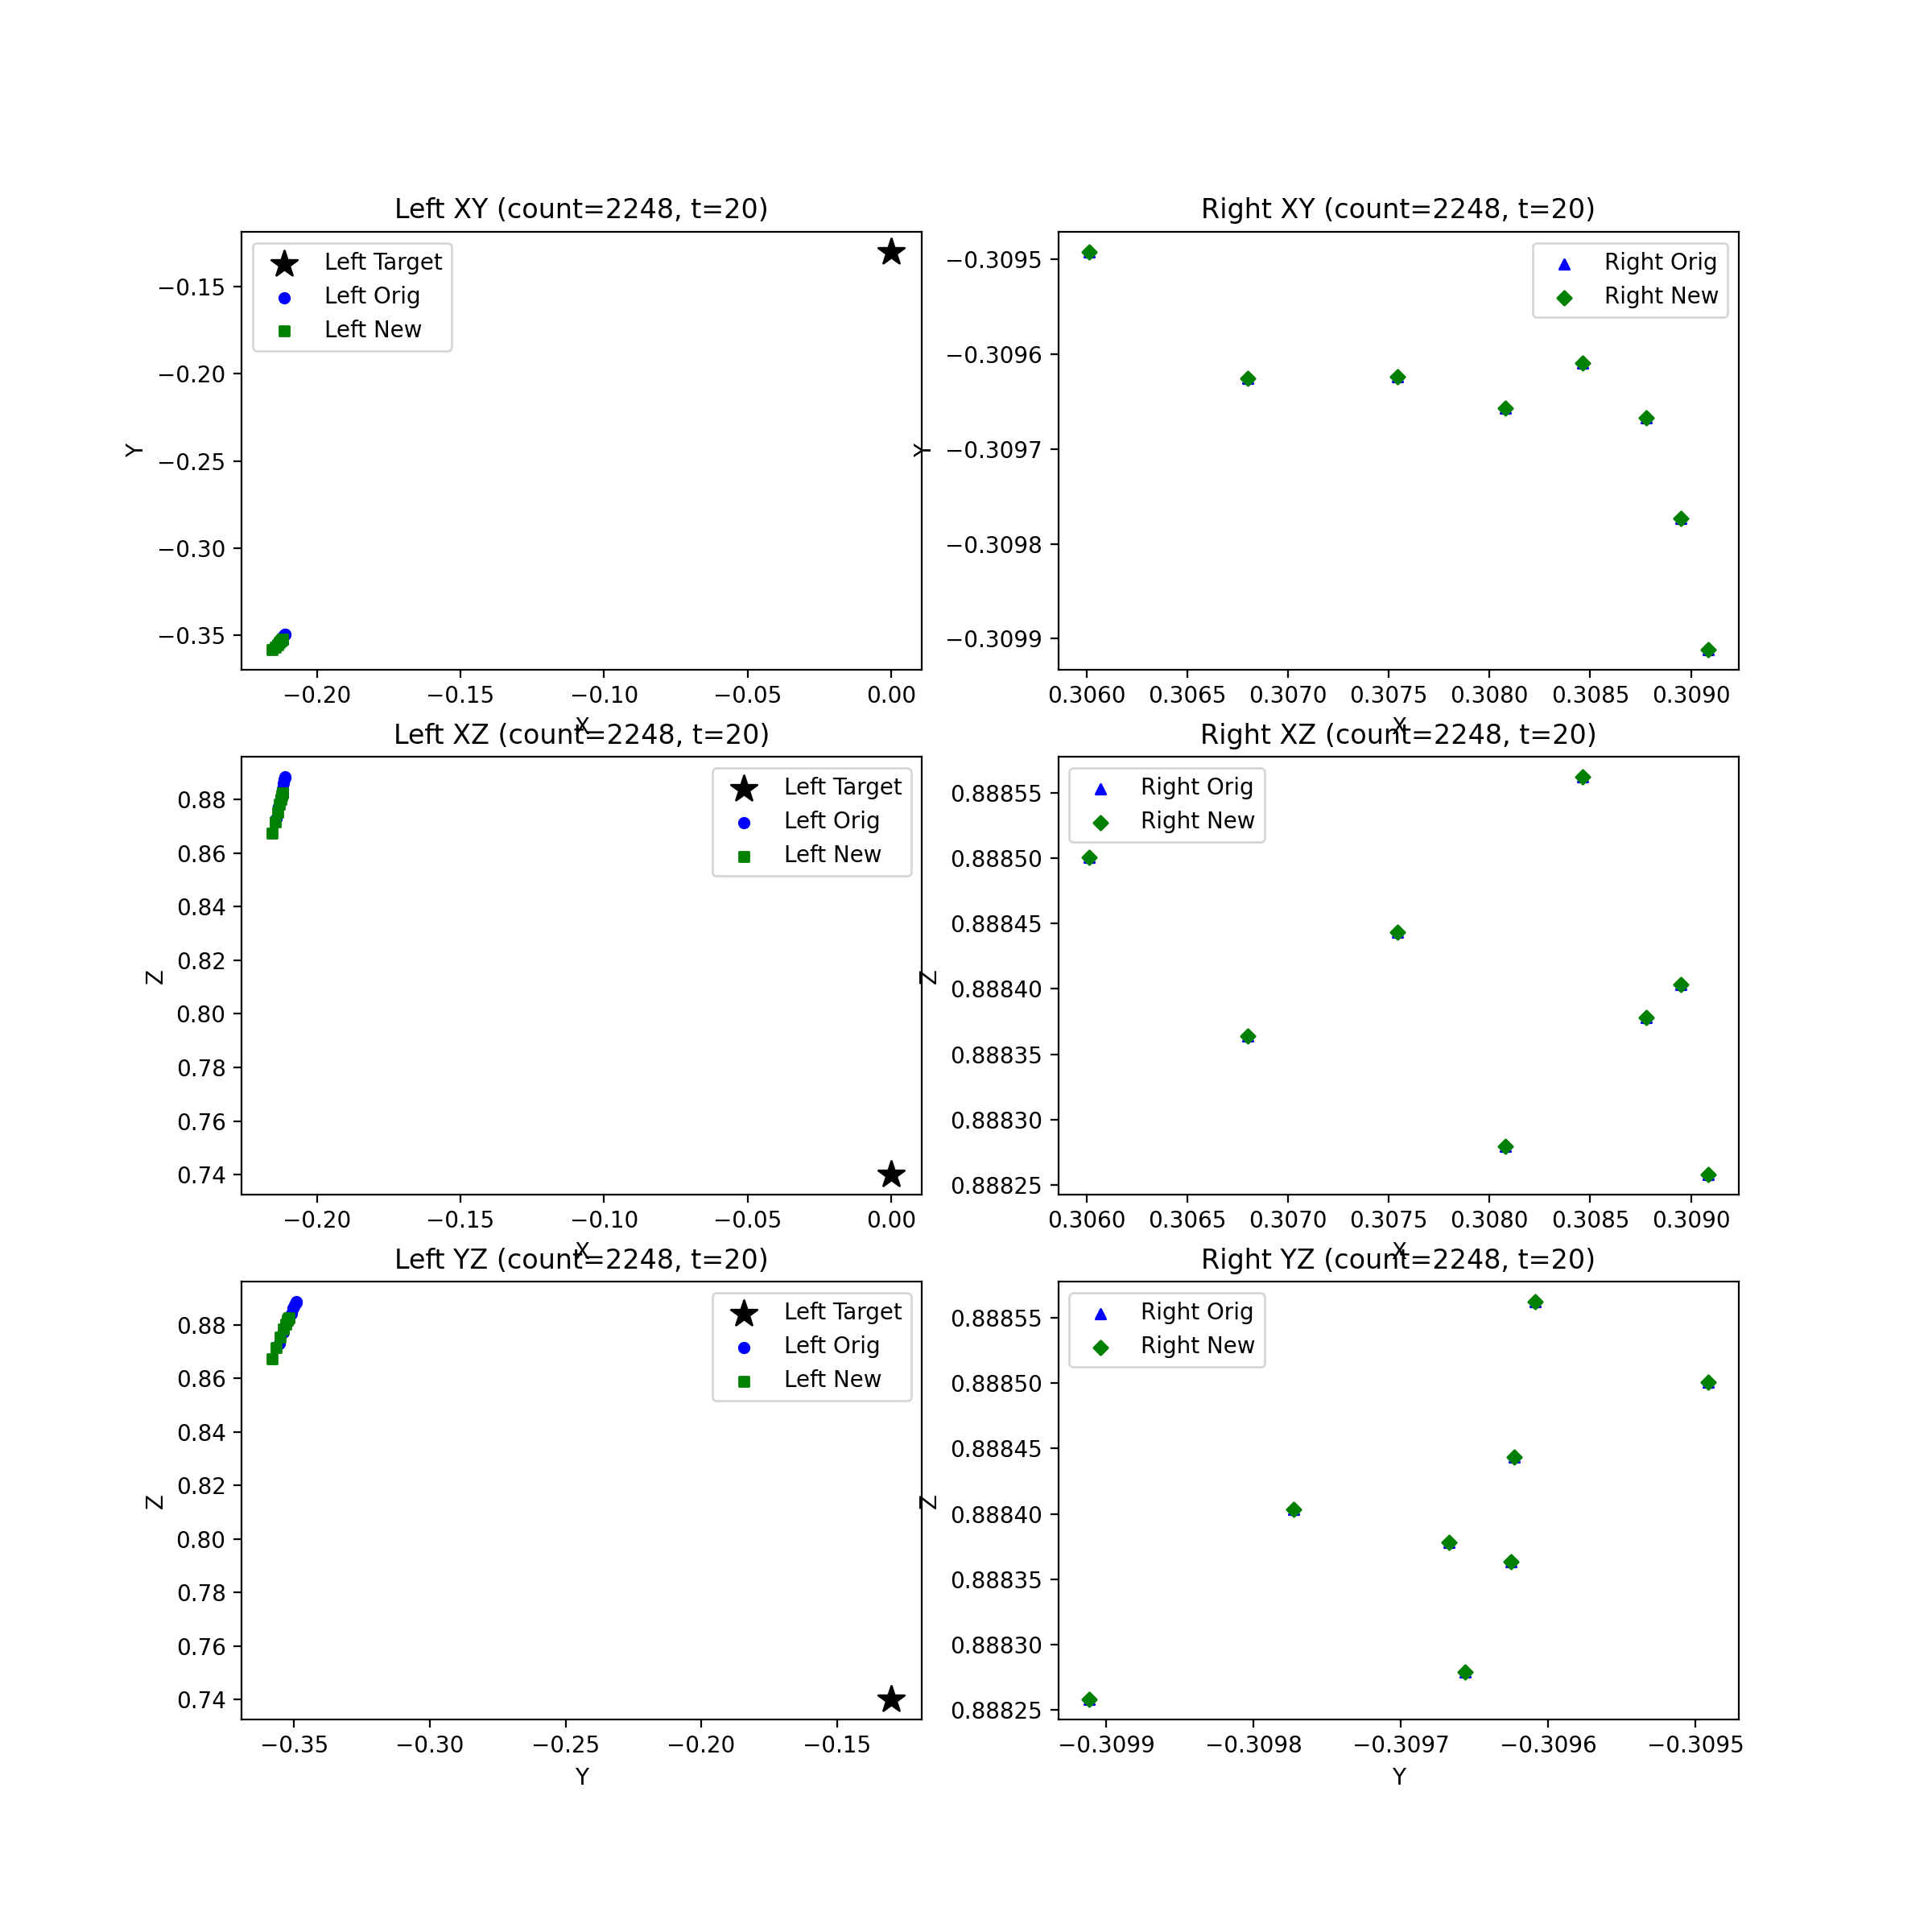 Left XY (count=2248, t=20)
Left Target
Left Orig
Left New
−0.15
−0.20
−0.25
−0.30
−0.35
Y
−0.20
−0.15
−0.10
−0.05
0.00
X
Right XY (count=2248, t=20)
Right Orig
Right New
−0.3095
−0.3096
−0.3097
−0.3098
−0.3099
Y
0.3060
0.3065
0.3070
0.3075
0.3080
0.3085
0.3090
X
Left XZ (count=2248, t=20)
Left Target
Left Orig
Left New
0.88
0.86
0.84
0.82
0.80
0.78
0.76
0.74
Z
−0.20
−0.15
−0.10
−0.05
0.00
X
Right XZ (count=2248, t=20)
Right Orig
Right New
0.88855
0.88850
0.88845
0.88840
0.88835
0.88830
0.88825
Z
0.3060
0.3065
0.3070
0.3075
0.3080
0.3085
0.3090
X
Left YZ (count=2248, t=20)
Left Target
Left Orig
Left New
0.88
0.86
0.84
0.82
0.80
0.78
0.76
0.74
Z
−0.35
−0.30
−0.25
−0.20
−0.15
Y
Right YZ (count=2248, t=20)
Right Orig
Right New
0.88855
0.88850
0.88845
0.88840
0.88835
0.88830
0.88825
Z
−0.3099
−0.3098
−0.3097
−0.3096
−0.3095
Y